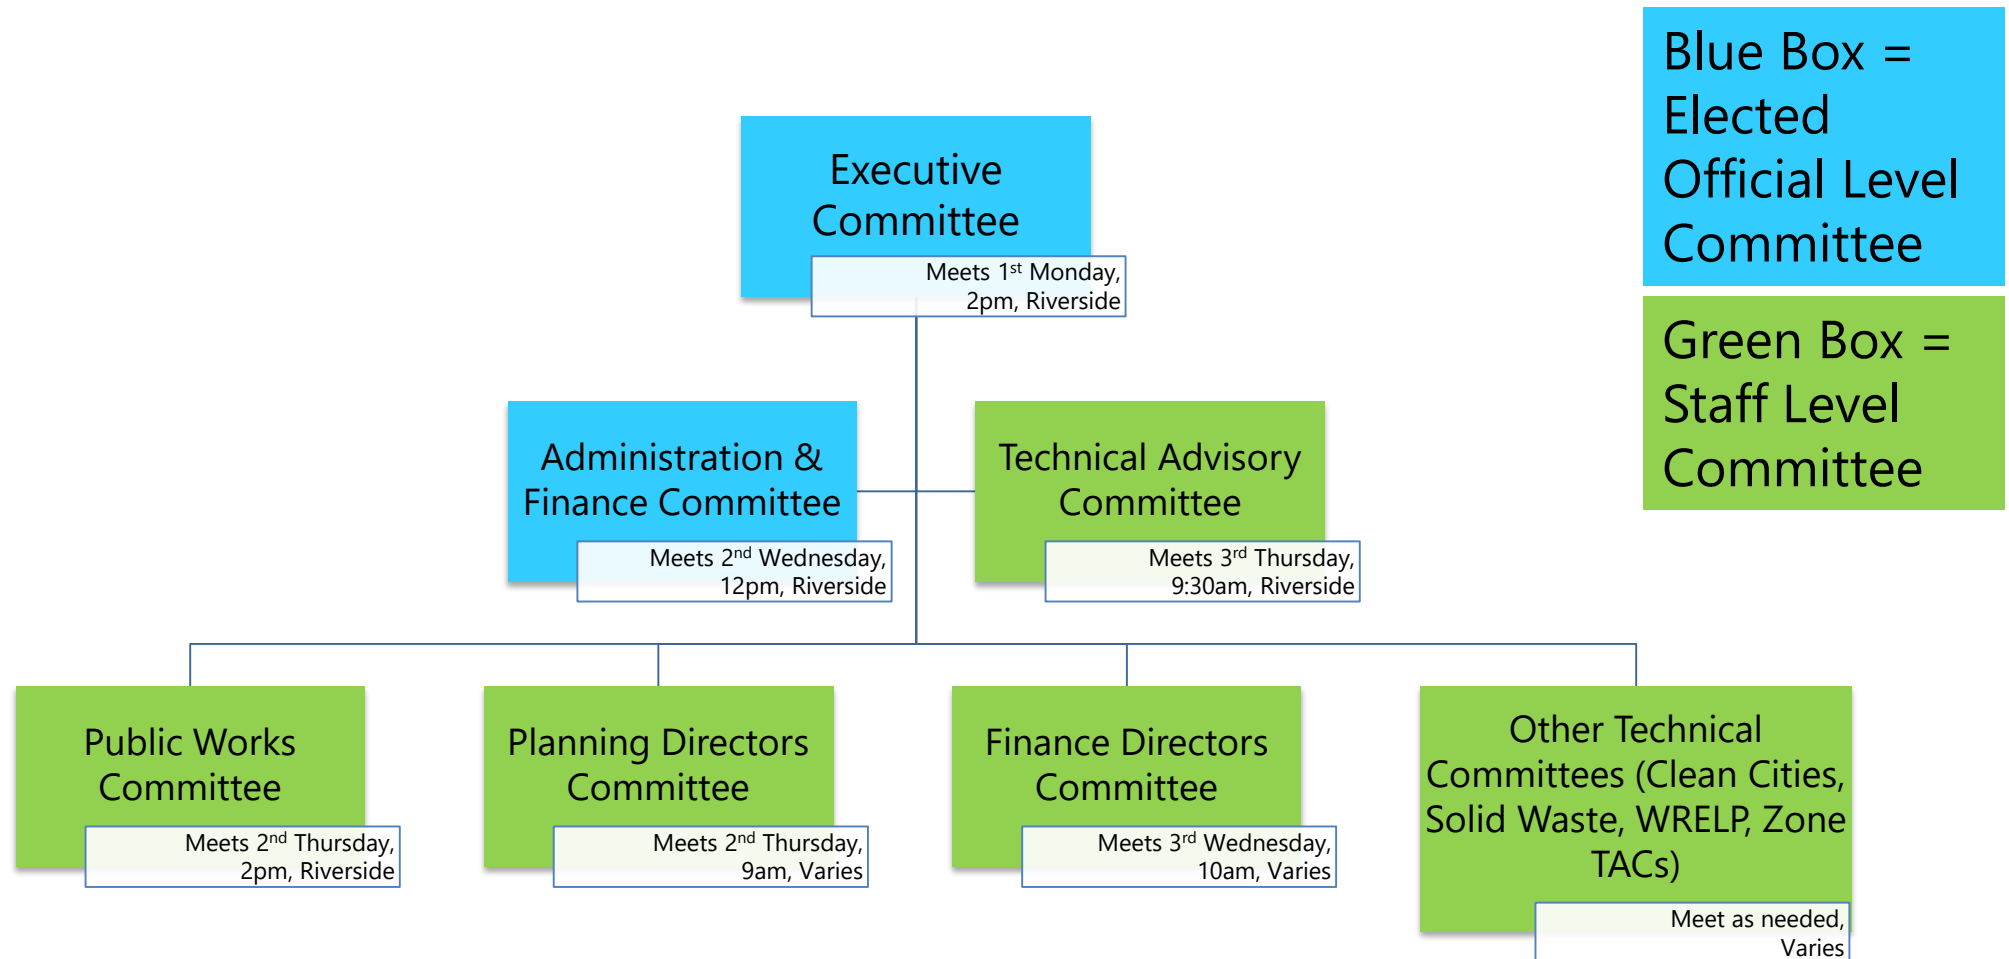 Blue Box =
Elected
Official Level
Committee
Green Box =
Staff Level
Committee
Executive
Committee
Meets 1st Monday,
2pm, Riverside
Administration &
Finance Committee
Meets 2nd Wednesday,
12pm, Riverside
Technical Advisory
Committee
Meets 3rd Thursday,
9:30am, Riverside
Public Works
Committee
Meets 2nd Thursday,
2pm, Riverside
Planning Directors
Committee
Meets 2nd Thursday,
9am, Varies
Finance Directors
Committee
Meets 3rd Wednesday,
10am, Varies
Other Technical
Committees (Clean Cities,
Solid Waste, WRELP, Zone
TACs)
Meet as needed,
Varies